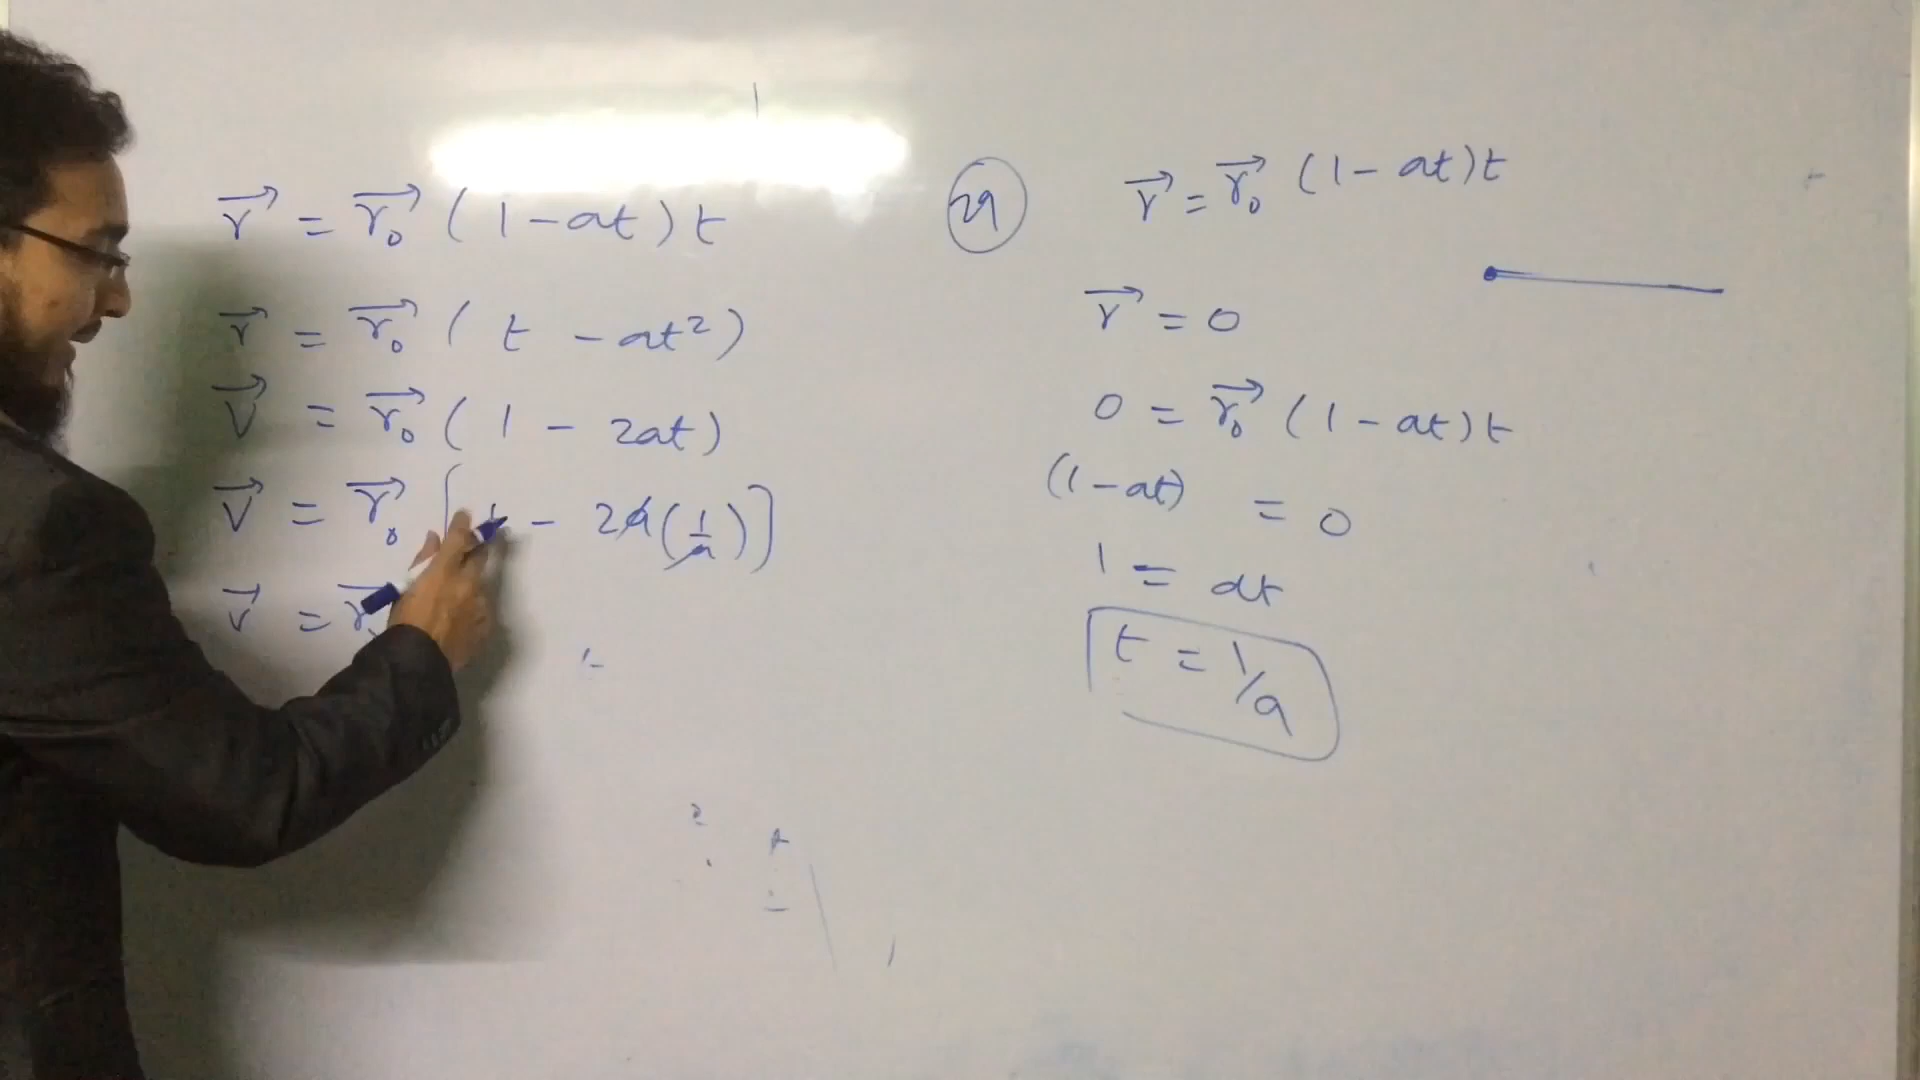 r⃗ = r⃗₀ (1 - at) t
r⃗ = r⃗₀ ( t - at²)
v⃗ = r⃗₀ ( 1 - 2at)
v⃗ = r⃗₀ [1 - 2a(1/a)]
v⃗ = r⃗
29
r⃗ = r⃗₀ (1 - at)t
r⃗ = 0
0 = r⃗₀ (1 - at) t
(1 - at) = 0
1 = at
t = 1/a